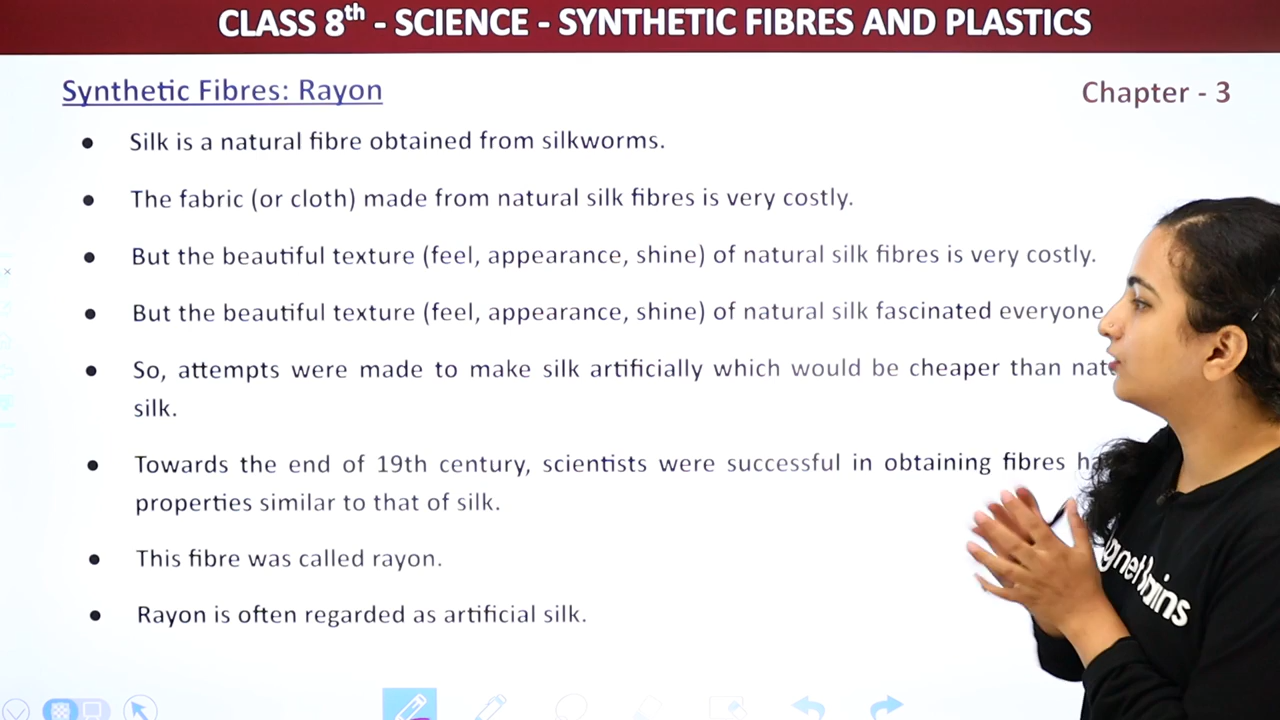 CLASS 8th - SCIENCE - SYNTHETIC FIBRES AND PLASTICS
Synthetic Fibres: Rayon
Chapter - 3
Silk is a natural fibre obtained from silkworms.
The fabric (or cloth) made from natural silk fibres is very costly.
But the beautiful texture (feel, appearance, shine) of natural silk fibres is very costly.
But the beautiful texture (feel, appearance, shine) of natural silk fascinated everyone
So, attempts were made to make silk artificially which would be cheaper than
silk.
Towards the end of 19th century, scientists were successful in obtaining fibres
properties similar to that of silk.
This fibre was called rayon.
Rayon is often regarded as artificial silk.